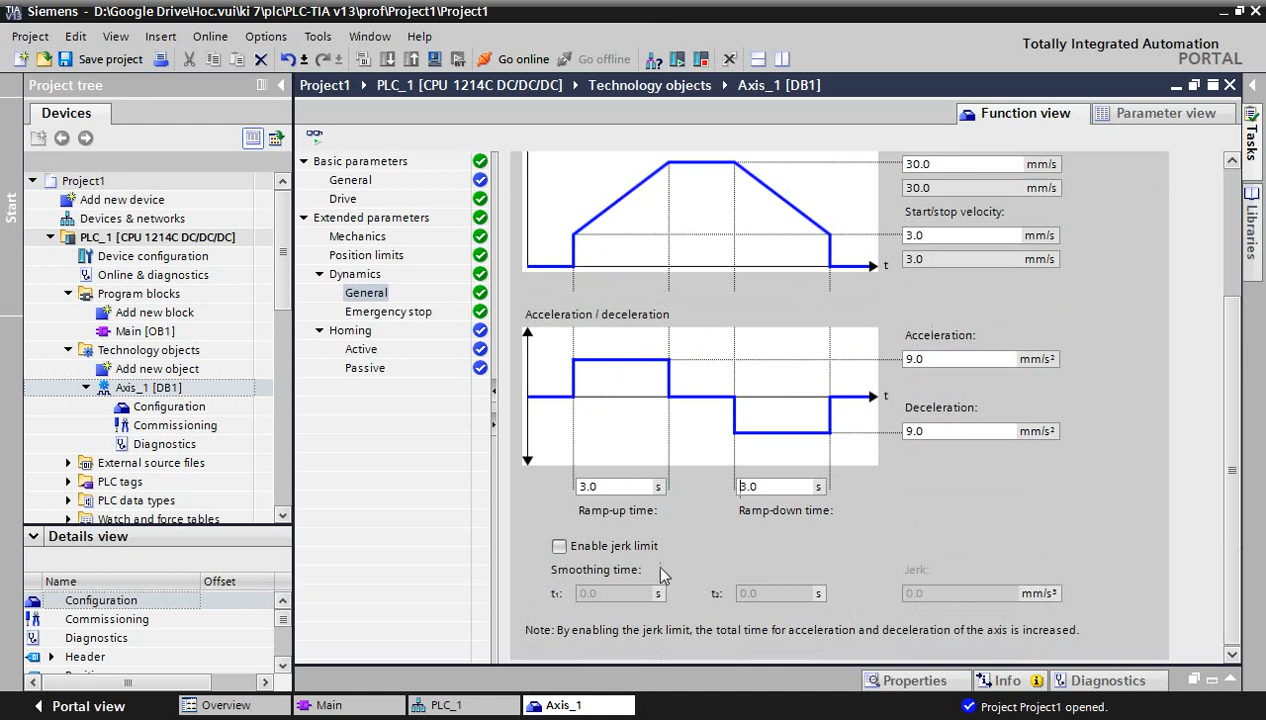 TIA V13 Siemens - D:\Google Drive\Hoc.vui\ki 7\plc\PLC-TIA v13\prof\Project1\Project1
Project Edit View Insert Online Options Tools Window Help
Save project Go online Go offline
Totally Integrated Automation
PORTAL
Project tree
Project1 PLC_1 [CPU 1214C DC/DC/DC] Technology objects Axis_1 [DB1]
Devices
Function view Parameter view
Start
Tasks
Libraries
Project1
Add new device
Devices & networks
PLC_1 [CPU 1214C DC/DC/DC]
Device configuration
Online & diagnostics
Program blocks
Add new block
Main [OB1]
Technology objects
Add new object
Axis_1 [DB1]
Configuration
Commissioning
Diagnostics
External source files
PLC tags
PLC data types
Watch and force tables
Details view
Name Offset
Configuration
Commissioning
Diagnostics
Header
Basic parameters
General
Drive
Extended parameters
Mechanics
Position limits
Dynamics
General
Emergency stop
Homing
Active
Passive
30.0 mm/s
30.0 mm/s
Start/stop velocity:
3.0 mm/s
3.0 mm/s
t
Acceleration / deceleration
Acceleration:
9.0 mm/s²
t
Deceleration:
9.0 mm/s²
3.0 s 3.0 s
Ramp-up time: Ramp-down time:
Enable jerk limit
Smoothing time: Jerk:
t1: 0.0 s t2: 0.0 s 0.0 mm/s³
Note: By enabling the jerk limit, the total time for acceleration and deceleration of the axis is increased.
Properties Info Diagnostics
Portal view Overview Main PLC_1 Axis_1 Project Project1 opened.